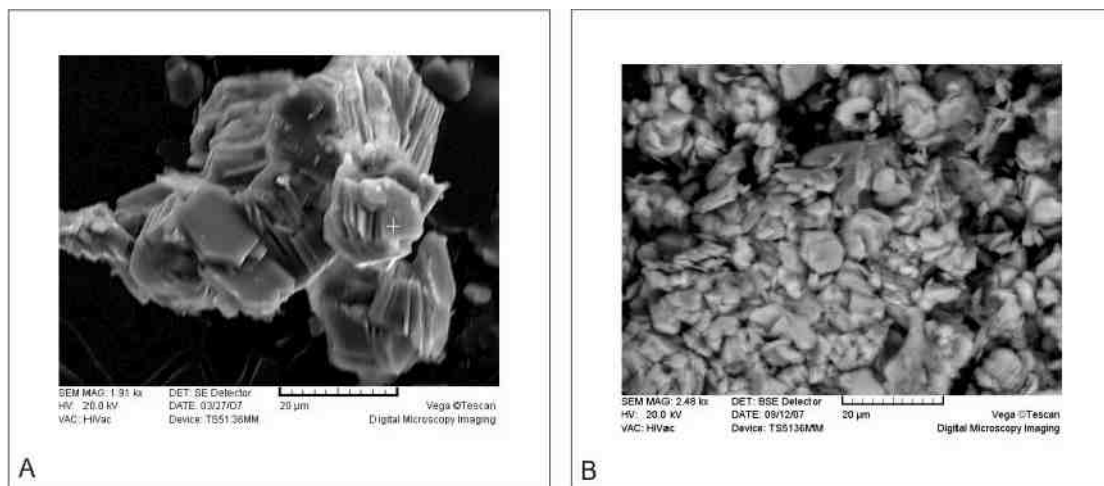 SEM MAG: 1.91 kx DET: SE Detector
HV: 20.0 kV DATE: 03/27/07 20 µm Vega ©Tescan
VAC: HiVac Device: TS5136MM Digital Microscopy Imaging
A
SEM MAG: 2.48 kx DET: BSE Detector
HV: 20.0 kV DATE: 09/12/07 20 µm Vega ©Tescan
VAC: HiVac Device: TS5136MM Digital Microscopy Imaging
B